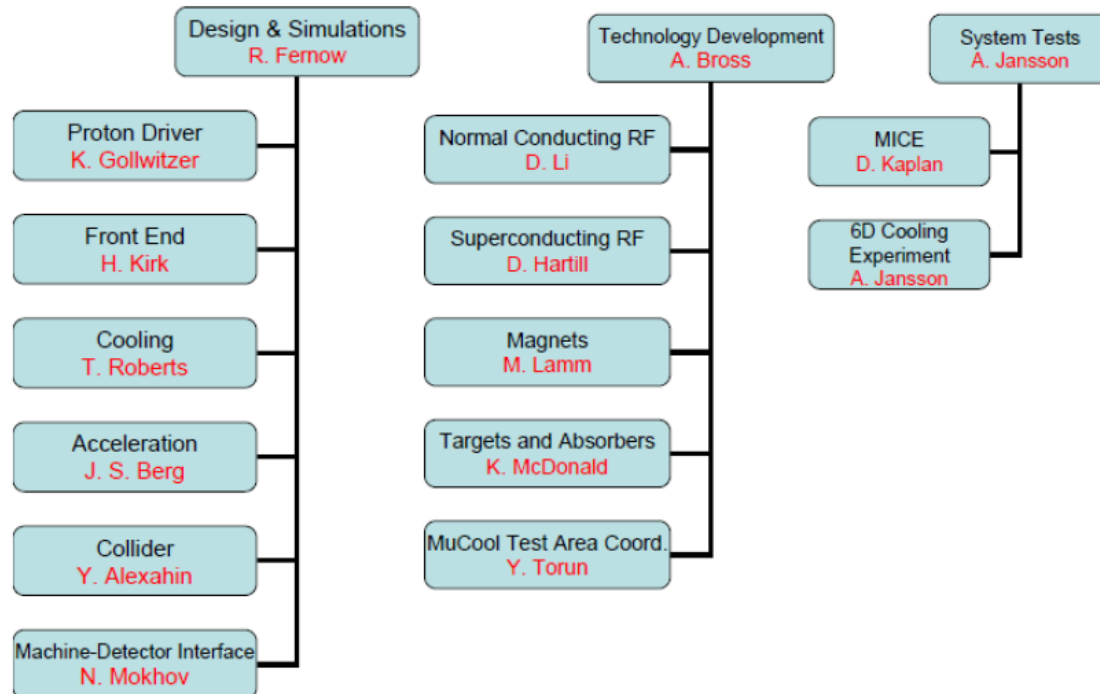 Design & Simulations
R. Fernow
Proton Driver
K. Gollwitzer
Front End
H. Kirk
Cooling
T. Roberts
Acceleration
J. S. Berg
Collider
Y. Alexahin
Machine-Detector Interface
N. Mokhov
Technology Development
A. Bross
Normal Conducting RF
D. Li
Superconducting RF
D. Hartill
Magnets
M. Lamm
Targets and Absorbers
K. McDonald
MuCool Test Area Coord.
Y. Torun
System Tests
A. Jansson
MICE
D. Kaplan
6D Cooling
Experiment
A. Jansson